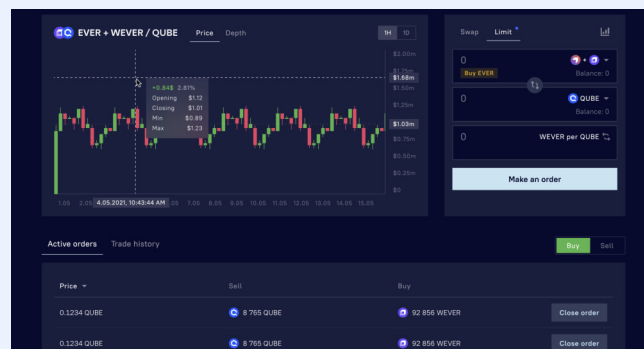 EVER + WEVER / QUBE Price Depth 1H 1D
$2.00m
$1.75m
$1.68m
$1.50m
$1.25m
$1.03m
$0.75m
$0.50m
$0.25m
$0
+0.84$ 2.81%
Opening $1.12
Closing $1.01
Min $0.89
Max $1.23
1.05 2.05 4.05.2021, 10:43:44 AM .05 7.05 8.05 9.05 10.05 11.05 12.05 13.05 14.05 15.05
Swap Limit
0
Buy EVER Balance: 0
0 QUBE
Balance: 0
0 WEVER per QUBE
Make an order
Active orders Trade history Buy Sell
Price Sell Buy
0.1234 QUBE 8 765 QUBE 92 856 WEVER Close order
0.1234 QUBE 8 765 QUBE 92 856 WEVER Close order